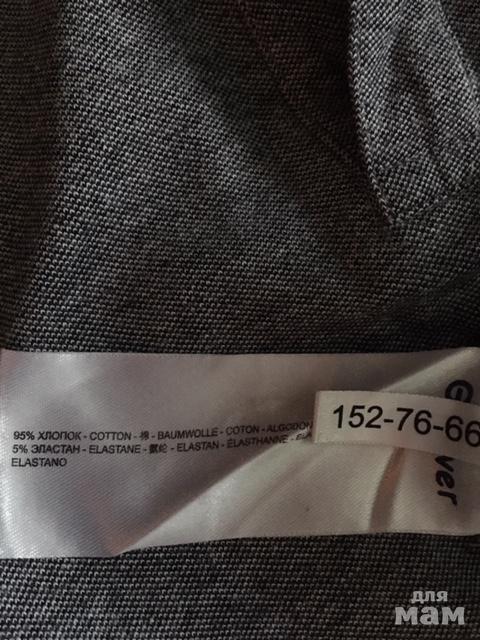 95% ХЛОПОК - COTTON - 棉 - BAUMWOLLE - COTON - ALGODON
5% ЭЛАСТАН - ELASTANE - 氨纶 - ELASTAN - ÉLASTHANNE -
ELASTANO
152-76-66
для
мам